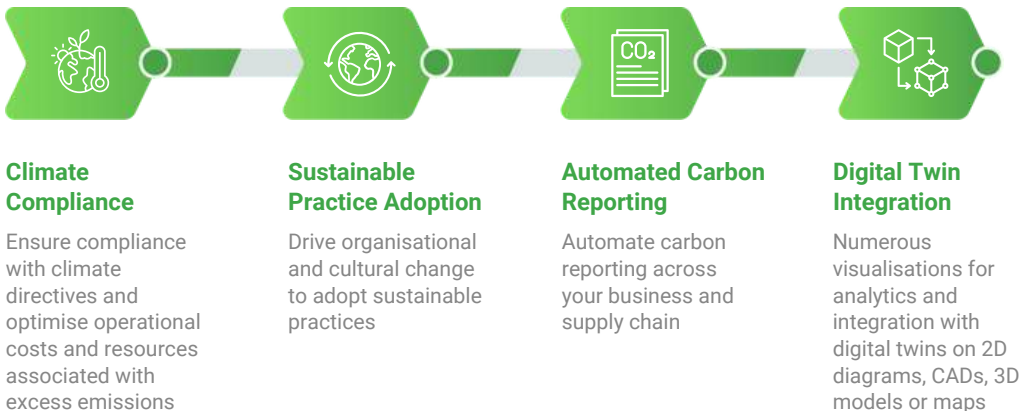 CO₂
Climate
Compliance
Ensure compliance
with climate
directives and
optimise operational
costs and resources
associated with
excess emissions
Sustainable
Practice Adoption
Drive organisational
and cultural change
to adopt sustainable
practices
Automated Carbon
Reporting
Automate carbon
reporting across
your business and
supply chain
Digital Twin
Integration
Numerous
visualisations for
analytics and
integration with
digital twins on 2D
diagrams, CADs, 3D
models or maps